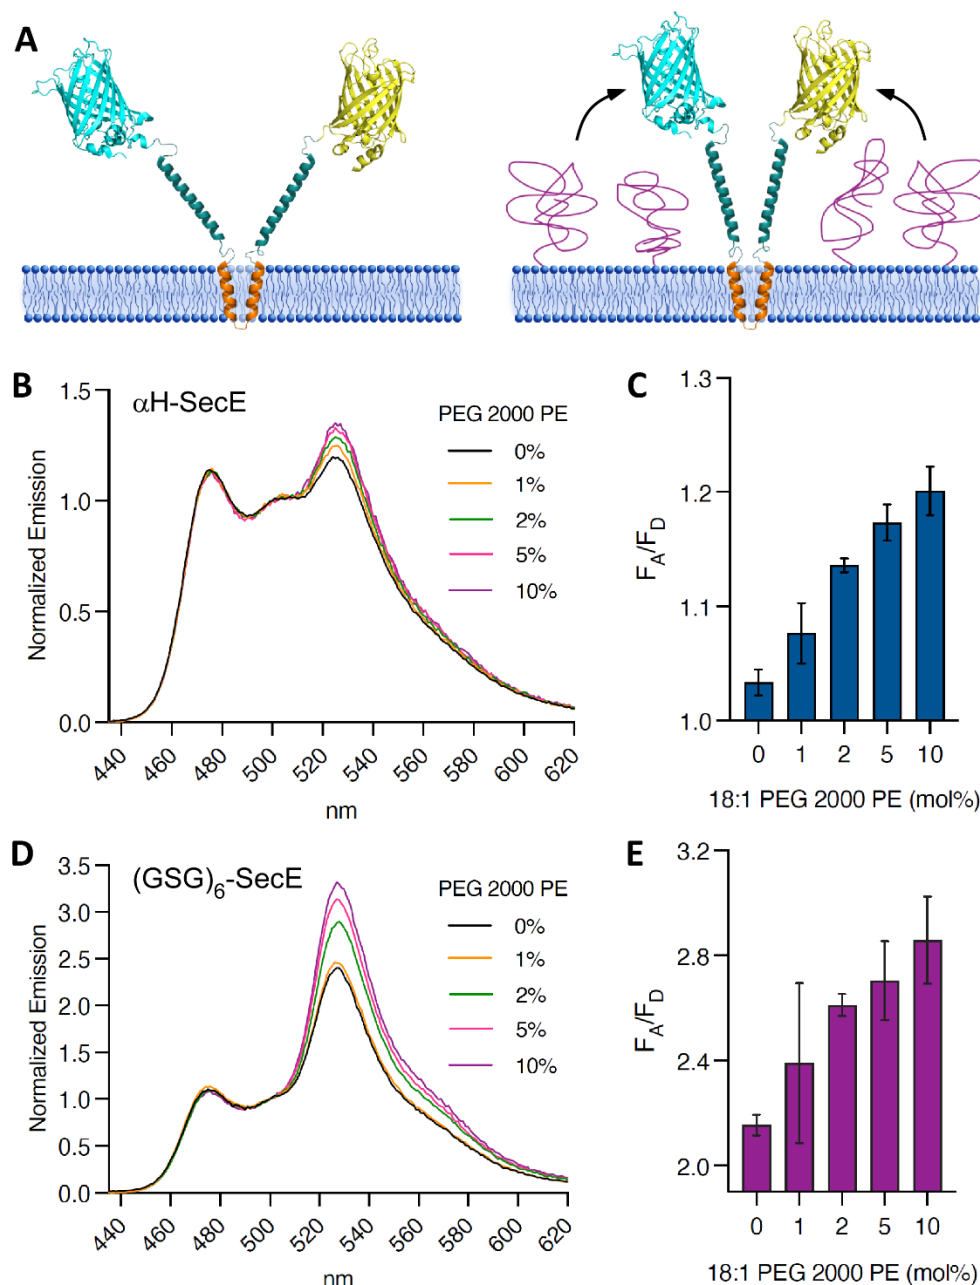 A
B
αH-SecE
PEG 2000 PE
0%
1%
2%
5%
10%
Normalized Emission
1.5
1.0
0.5
0.0
440 460 480 500 520 540 560 580 600 620
nm
C
F_A/F_D
1.3
1.2
1.1
1.0
0 1 2 5 10
18:1 PEG 2000 PE (mol%)
D
(GSG)₆-SecE
PEG 2000 PE
0%
1%
2%
5%
10%
Normalized Emission
3.5
3.0
2.5
2.0
1.5
1.0
0.5
0.0
440 460 480 500 520 540 560 580 600 620
nm
E
F_A/F_D
3.2
2.8
2.4
2.0
0 1 2 5 10
18:1 PEG 2000 PE (mol%)